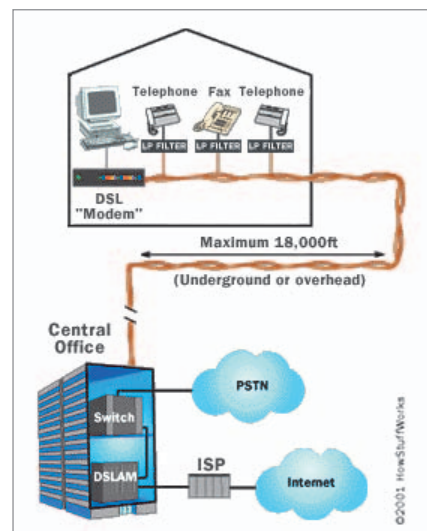 Telephone Fax Telephone
LP FILTER LP FILTER LP FILTER
DSL
"Modem"
Maximum 18,000ft
(Underground or overhead)
Central
Office
PSTN
Switch
ISP
DSLAM
Internet
©2001 HowStuffWorks